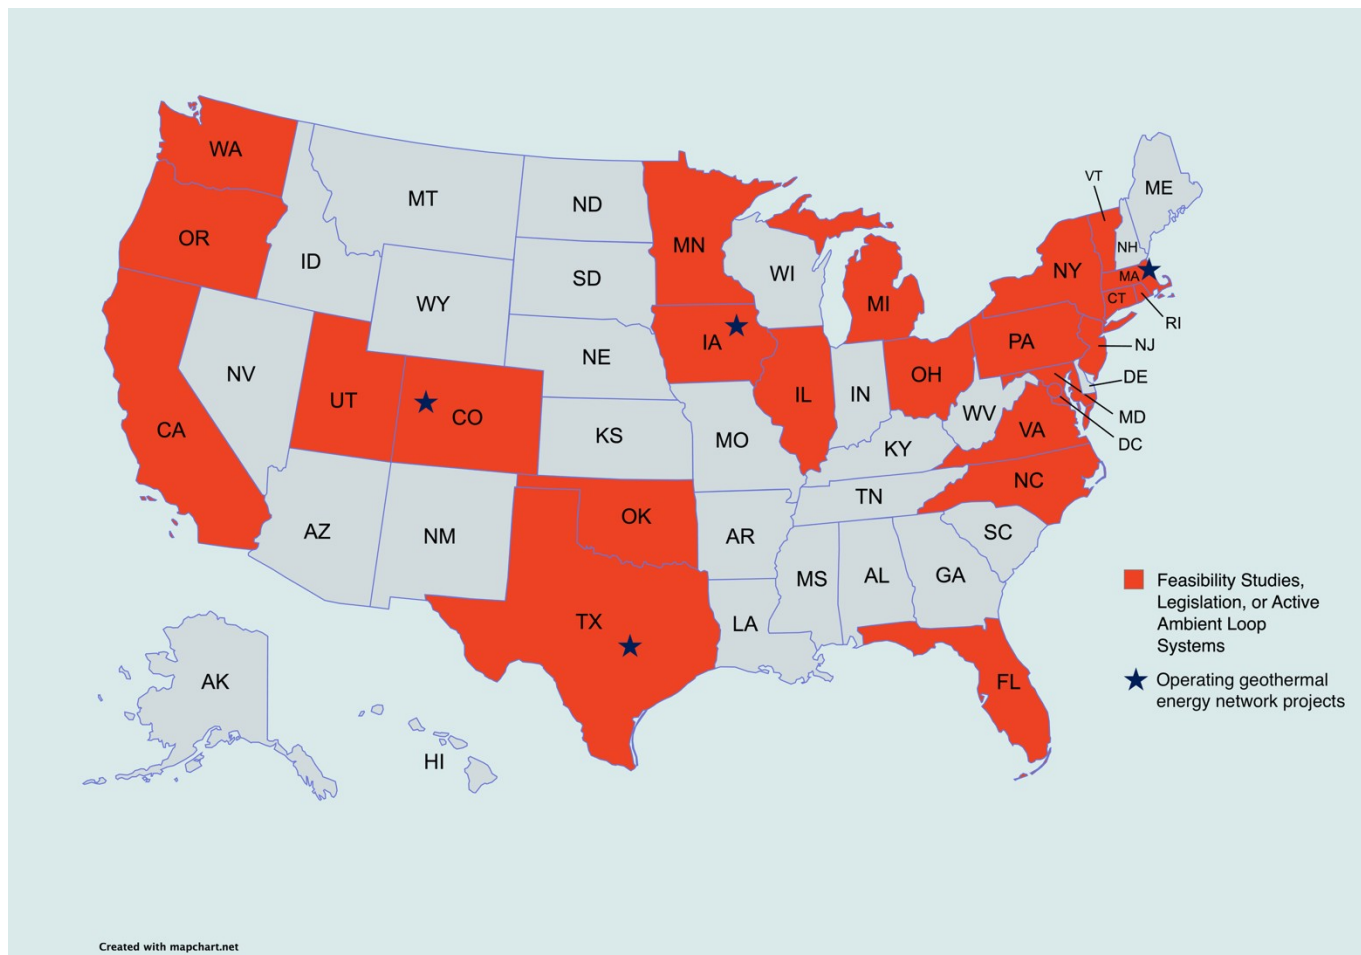 WA
MT
ND
MN
VT
ME
OR
ID
SD
WI
NH
NY
MA
WY
MI
CT
RI
IA
PA
NJ
NE
NV
UT
CO
IL
IN
OH
DE
WV
MD
CA
KS
MO
KY
VA
DC
NC
TN
OK
AZ
NM
AR
SC
MS
AL
GA
LA
TX
AK
FL
HI
Feasibility Studies,
Legislation, or Active
Ambient Loop
Systems
Operating geothermal
energy network projects
Created with mapchart.net